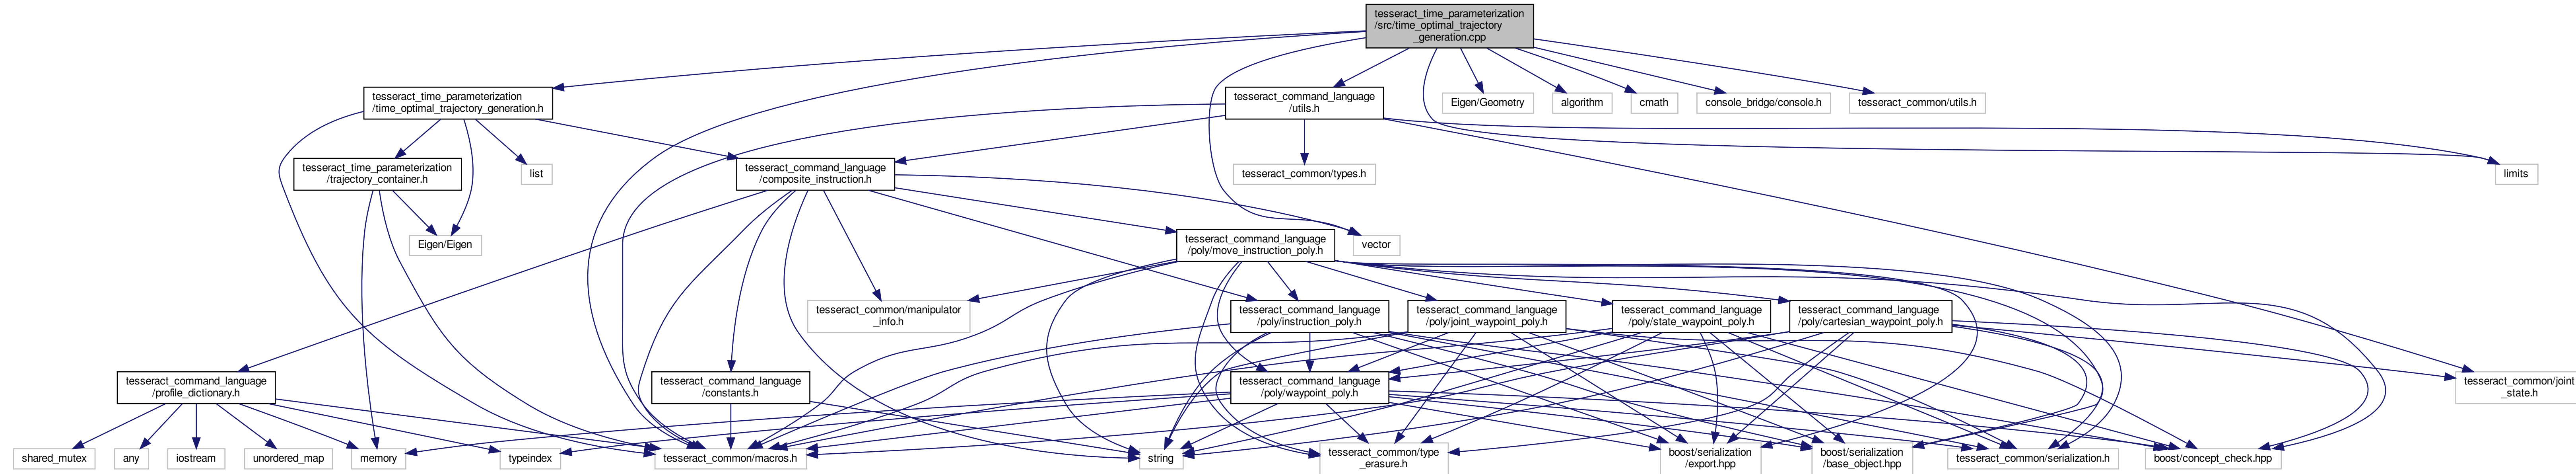 tesseract_time_parameterization
/src/time_optimal_trajectory
_generation.cpp
tesseract_time_parameterization
/time_optimal_trajectory_generation.h
tesseract_command_language
/utils.h
Eigen/Geometry
algorithm
cmath
console_bridge/console.h
tesseract_common/utils.h
tesseract_time_parameterization
/trajectory_container.h
list
tesseract_command_language
/composite_instruction.h
tesseract_common/types.h
limits
Eigen/Eigen
tesseract_command_language
/poly/move_instruction_poly.h
vector
tesseract_common/manipulator
_info.h
tesseract_command_language
/poly/instruction_poly.h
tesseract_command_language
/poly/joint_waypoint_poly.h
tesseract_command_language
/poly/state_waypoint_poly.h
tesseract_command_language
/poly/cartesian_waypoint_poly.h
tesseract_command_language
/profile_dictionary.h
tesseract_command_language
/constants.h
tesseract_command_language
/poly/waypoint_poly.h
tesseract_common/joint
_state.h
shared_mutex
any
iostream
unordered_map
memory
typeindex
tesseract_common/macros.h
string
tesseract_common/type
_erasure.h
boost/serialization
/export.hpp
boost/serialization
/base_object.hpp
tesseract_common/serialization.h
boost/concept_check.hpp